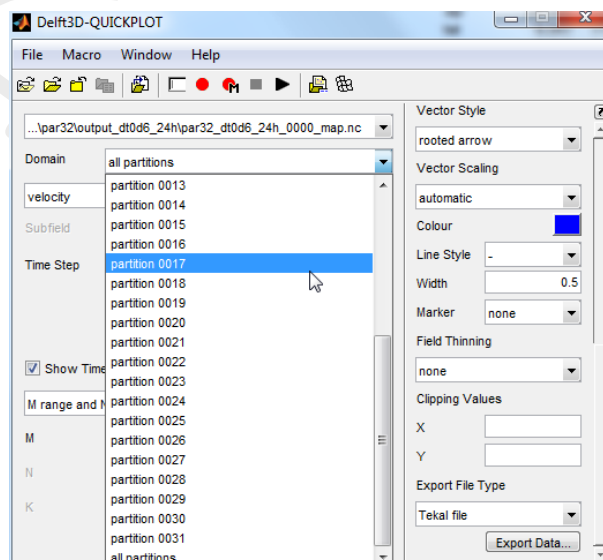 Delft3D-QUICKPLOT
File Macro Window Help
...\par32\output_dt0d6_24h\par32_dt0d6_24h_0000_map.nc
Domain
all partitions
velocity
Subfield
Time Step
Show Time
M range and N
M
N
K
partition 0013
partition 0014
partition 0015
partition 0016
partition 0017
partition 0018
partition 0019
partition 0020
partition 0021
partition 0022
partition 0023
partition 0024
partition 0025
partition 0026
partition 0027
partition 0028
partition 0029
partition 0030
partition 0031
all partitions
Vector Style
rooted arrow
Vector Scaling
automatic
Colour
Line Style -
Width 0.5
Marker none
Field Thinning
none
Clipping Values
X
Y
Export File Type
Tekal file
Export Data...